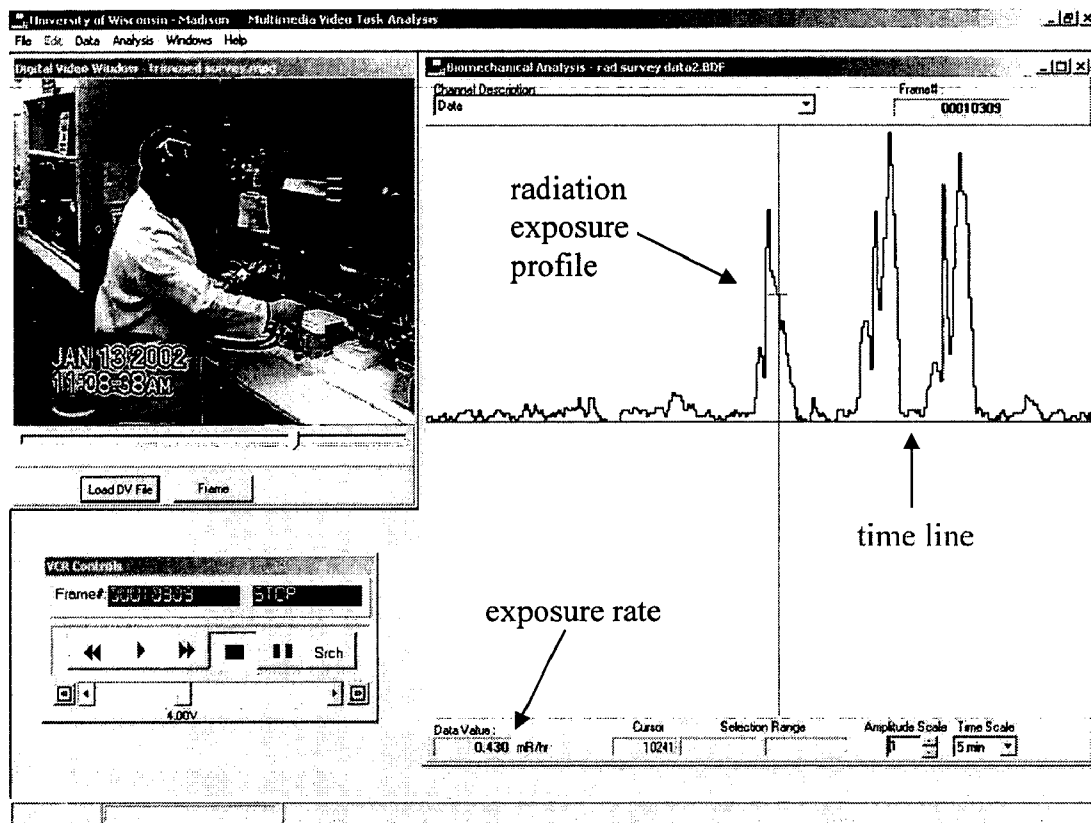 University of Wisconsin - Madison Multimedia Video Task Analysis
File Edit Data Analysis Windows Help
Digital Video Window - trimmed survey.mpg
JAN 13 2002
11:08:38 AM
Load DV File Frame
VCR Controls
Frame#: STOP
Srch
4.00V
Biomechanical Analysis - rad survey data2.BDF
Channel Description Frame#:
Data 00010309
radiation
exposure
profile
time line
exposure rate
Data Value: Cursor Selection Range Amplitude Scale Time Scale
0.430 mR/hr 10241 1 5 min